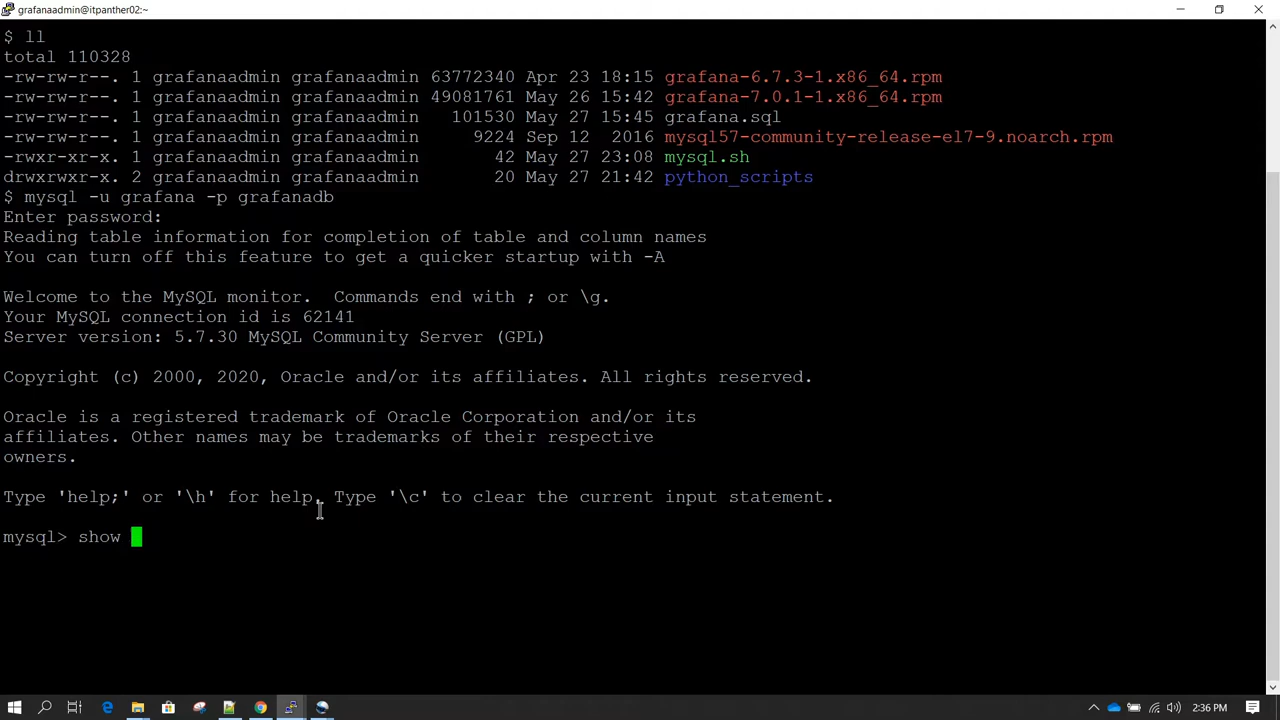 grafanaadmin@itpanther02:~
$ ll
total 110328
-rw-rw-r--. 1 grafanaadmin grafanaadmin 63772340 Apr 23 18:15 grafana-6.7.3-1.x86_64.rpm
-rw-rw-r--. 1 grafanaadmin grafanaadmin 49081761 May 26 15:42 grafana-7.0.1-1.x86_64.rpm
-rw-rw-r--. 1 grafanaadmin grafanaadmin   101530 May 27 15:45 grafana.sql
-rw-rw-r--. 1 grafanaadmin grafanaadmin     9224 Sep 12  2016 mysql57-community-release-el7-9.noarch.rpm
-rwxr-xr-x. 1 grafanaadmin grafanaadmin       42 May 27 23:08 mysql.sh
drwxrwxr-x. 2 grafanaadmin grafanaadmin       20 May 27 21:42 python_scripts
$ mysql -u grafana -p grafanadb
Enter password:
Reading table information for completion of table and column names
You can turn off this feature to get a quicker startup with -A
Welcome to the MySQL monitor.  Commands end with ; or \g.
Your MySQL connection id is 62141
Server version: 5.7.30 MySQL Community Server (GPL)
Copyright (c) 2000, 2020, Oracle and/or its affiliates. All rights reserved.
Oracle is a registered trademark of Oracle Corporation and/or its
affiliates. Other names may be trademarks of their respective
owners.
Type 'help;' or '\h' for help. Type '\c' to clear the current input statement.
mysql> show
2:36 PM